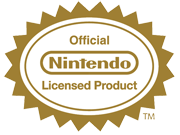 Official
Nintendo
Licensed Product
TM